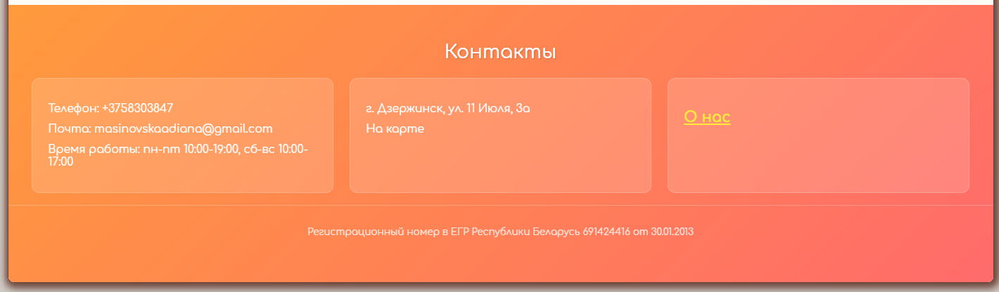 Контакты
Телефон: +3758303847
Почта: masinovskaadiana@gmail.com
Время работы: пн-пт 10:00-19:00, сб-вс 10:00-
17:00
г. Дзержинск, ул. 11 Июля, 3а
На карте
О нас
Регистрационный номер в ЕГР Республики Беларусь 691424416 от 30.01.2013